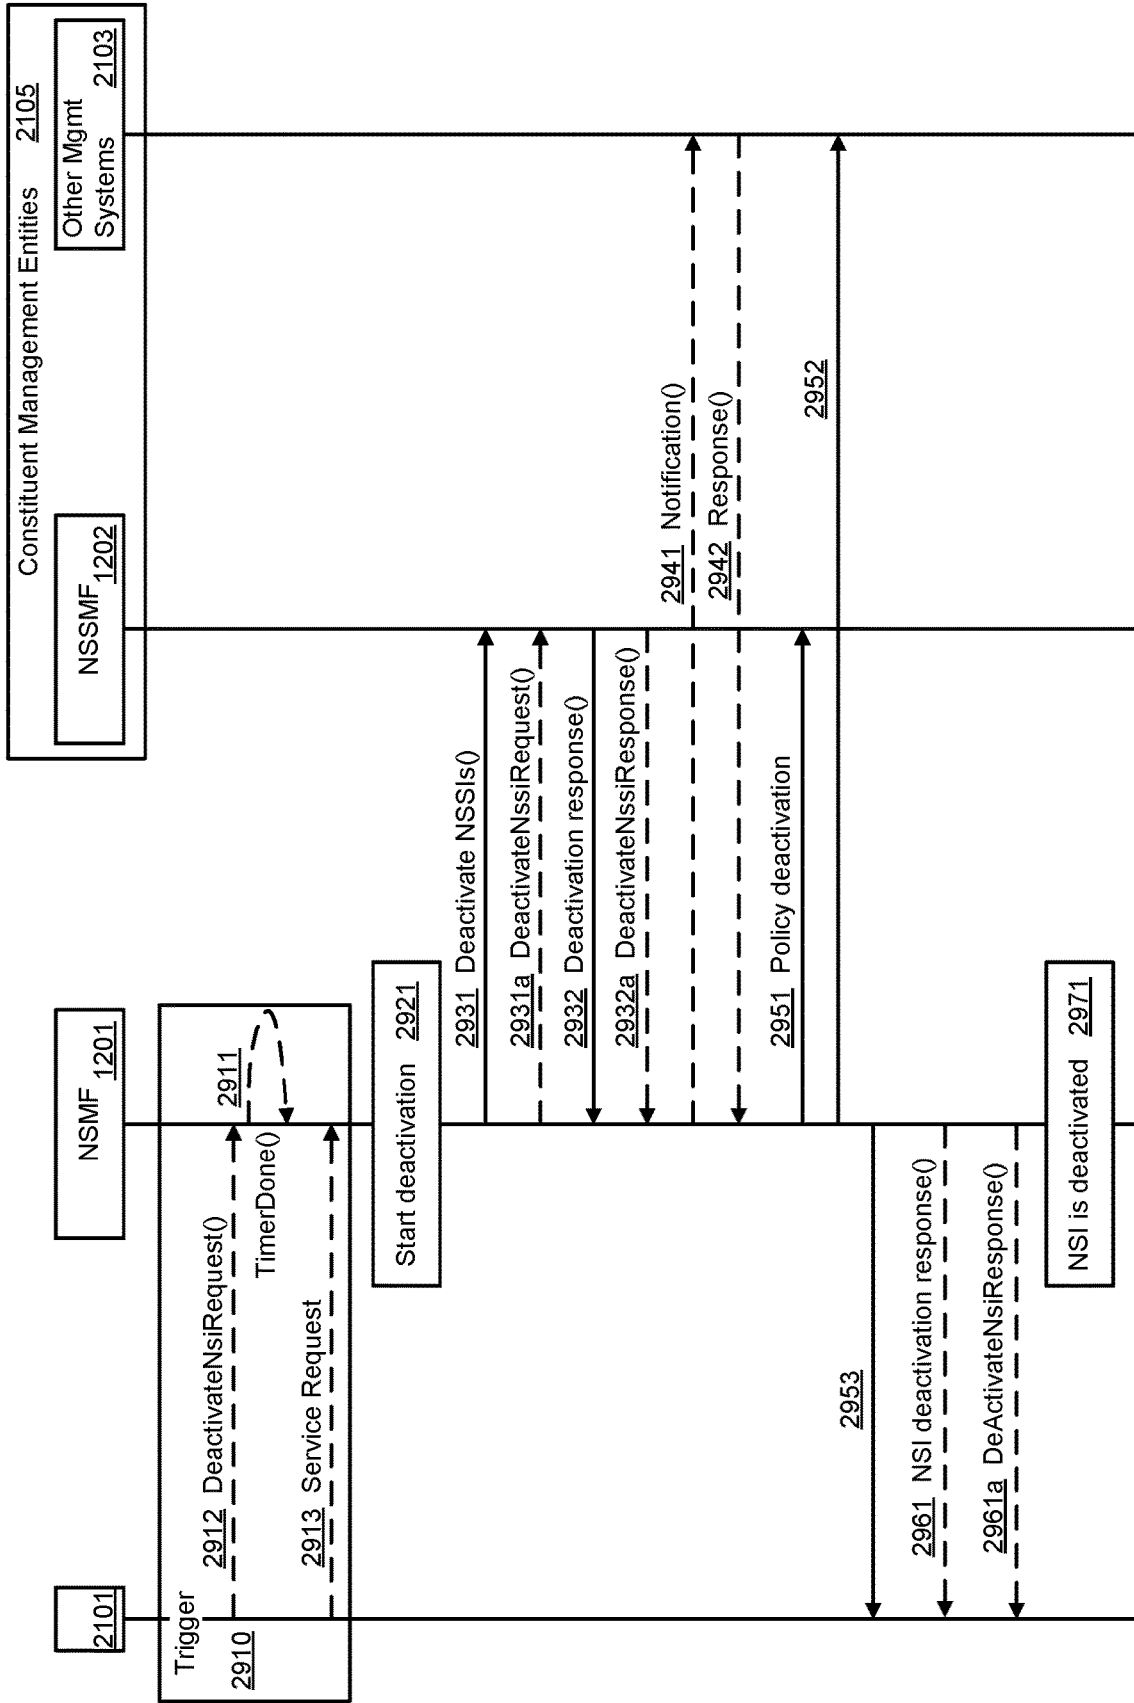 Constituent Management Entities 2105
2101
NSMF 1201
NSSMF 1202
Other Mgmt
Systems 2103
Trigger
2910
2912 DeactivateNsiRequest()
2911
TimerDone()
2913 Service Request
Start deactivation 2921
2931 Deactivate NSSIs()
2931a DeactivateNssiRequest()
2932 Deactivation response()
2932a DeactivateNssiResponse()
2941 Notification()
2942 Response()
2951 Policy deactivation
2952
2953
2961 NSI deactivation response()
2961a DeActivateNsiResponse()
NSI is deactivated 2971